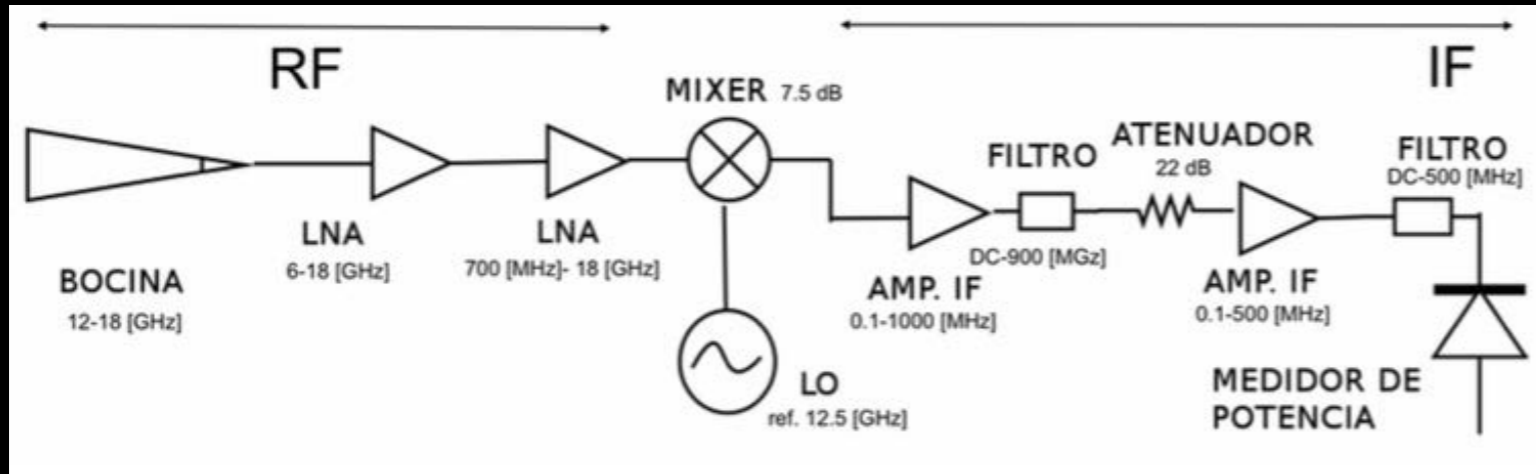 RF
IF
MIXER 7.5 dB
BOCINA
12-18 [GHz]
LNA
6-18 [GHz]
LNA
700 [MHz]- 18 [GHz]
LO
ref. 12.5 [GHz]
AMP. IF
0.1-1000 [MHz]
FILTRO
DC-900 [MGz]
ATENUADOR
22 dB
AMP. IF
0.1-500 [MHz]
FILTRO
DC-500 [MHz]
MEDIDOR DE
POTENCIA